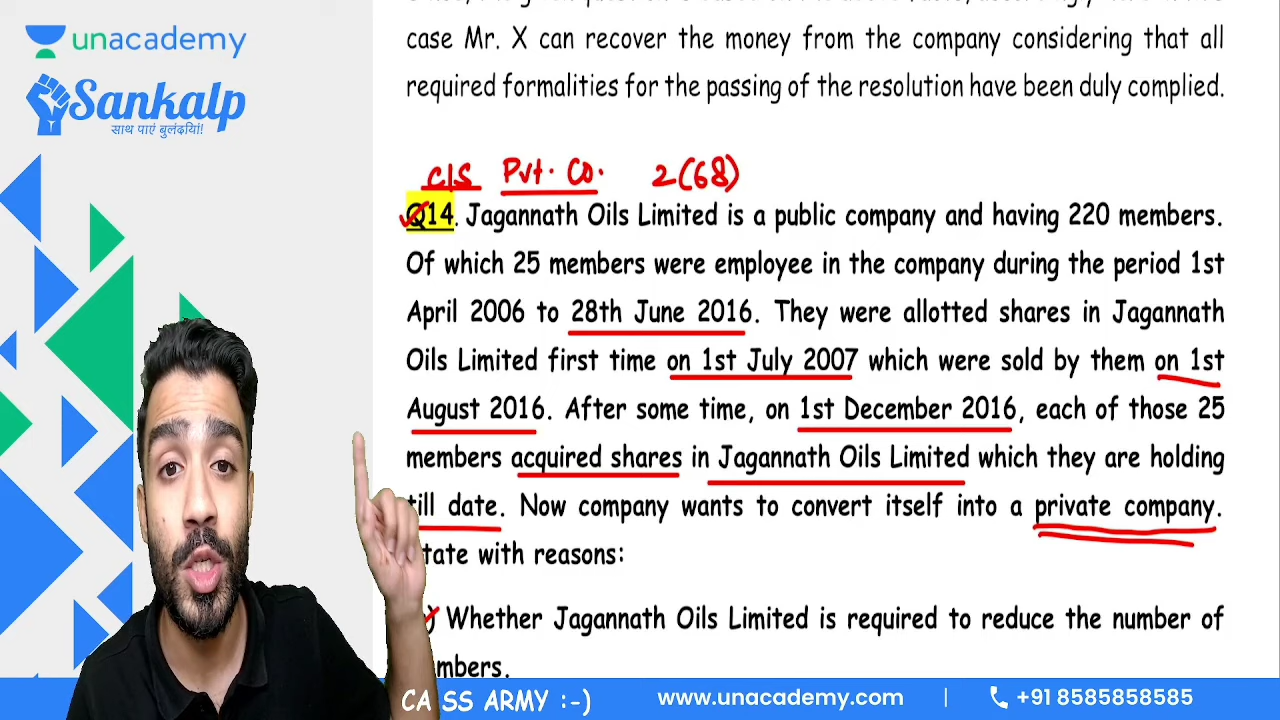 unacademy
Sankalp
साथ पाएं बुलंदियां!
case Mr. X can recover the money from the company considering that all
required formalities for the passing of the resolution have been duly complied.
C/S Pvt. Co. 2(68)
Q14. Jagannath Oils Limited is a public company and having 220 members.
Of which 25 members were employee in the company during the period 1st
April 2006 to 28th June 2016. They were allotted shares in Jagannath
Oils Limited first time on 1st July 2007 which were sold by them on 1st
August 2016. After some time, on 1st December 2016, each of those 25
members acquired shares in Jagannath Oils Limited which they are holding
till date. Now company wants to convert itself into a private company.
tate with reasons:
Whether Jagannath Oils Limited is required to reduce the number of
mbers.
CA SS ARMY :-)
www.unacademy.com | +91 8585858585